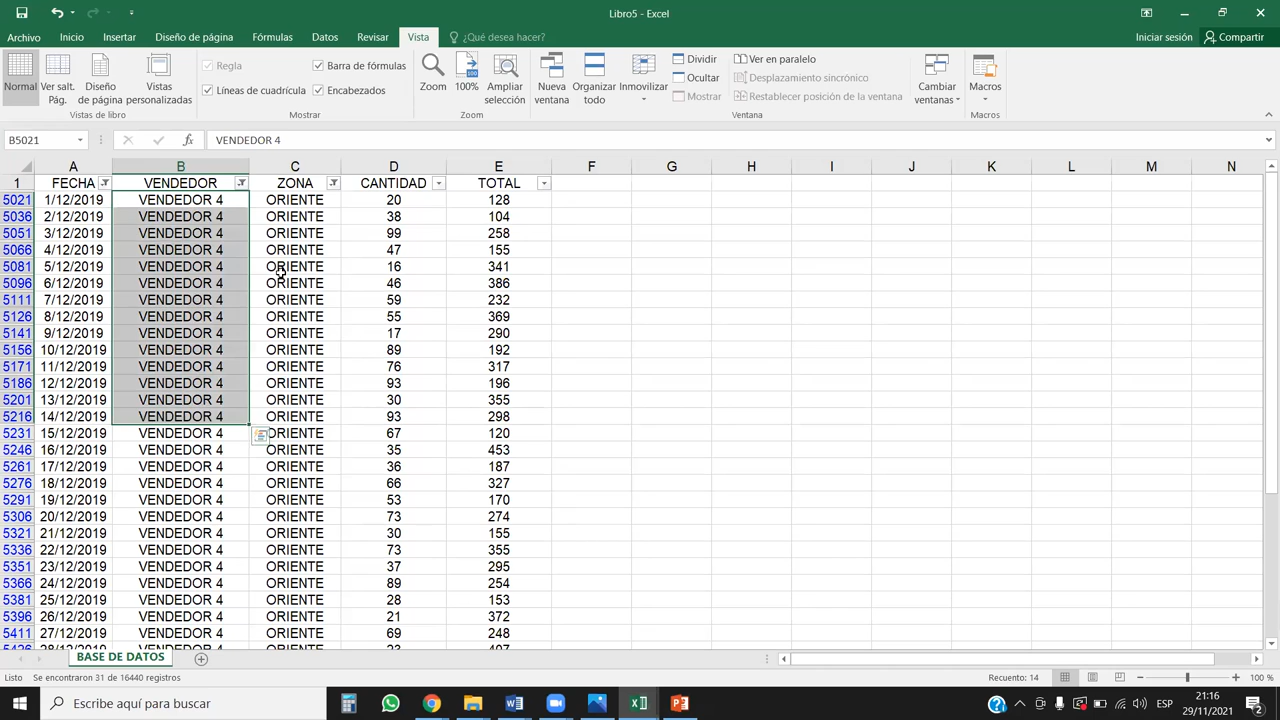 Libro5 - Excel
Archivo Inicio Insertar Diseño de página Fórmulas Datos Revisar Vista ¿Qué desea hacer? Iniciar sesión Compartir
Normal
Ver salt. Pág.
Diseño de página
Vistas personalizadas
Vistas de libro
Regla
Barra de fórmulas
Líneas de cuadrícula
Encabezados
Mostrar
Zoom
100%
Ampliar selección
Zoom
Nueva ventana
Organizar todo
Inmovilizar
Dividir
Ocultar
Mostrar
Ver en paralelo
Desplazamiento sincrónico
Restablecer posición de la ventana
Cambiar ventanas
Ventana
Macros
Macros
B5021 fx VENDEDOR 4
A B C D E F G H I J K L M N
1 FECHA VENDEDOR ZONA CANTIDAD TOTAL
5021 1/12/2019 VENDEDOR 4 ORIENTE 20 128
5036 2/12/2019 VENDEDOR 4 ORIENTE 38 104
5051 3/12/2019 VENDEDOR 4 ORIENTE 99 258
5066 4/12/2019 VENDEDOR 4 ORIENTE 47 155
5081 5/12/2019 VENDEDOR 4 ORIENTE 16 341
5096 6/12/2019 VENDEDOR 4 ORIENTE 46 386
5111 7/12/2019 VENDEDOR 4 ORIENTE 59 232
5126 8/12/2019 VENDEDOR 4 ORIENTE 55 369
5141 9/12/2019 VENDEDOR 4 ORIENTE 17 290
5156 10/12/2019 VENDEDOR 4 ORIENTE 89 192
5171 11/12/2019 VENDEDOR 4 ORIENTE 76 317
5186 12/12/2019 VENDEDOR 4 ORIENTE 93 196
5201 13/12/2019 VENDEDOR 4 ORIENTE 30 355
5216 14/12/2019 VENDEDOR 4 ORIENTE 93 298
5231 15/12/2019 VENDEDOR 4 ORIENTE 67 120
5246 16/12/2019 VENDEDOR 4 ORIENTE 35 453
5261 17/12/2019 VENDEDOR 4 ORIENTE 36 187
5276 18/12/2019 VENDEDOR 4 ORIENTE 66 327
5291 19/12/2019 VENDEDOR 4 ORIENTE 53 170
5306 20/12/2019 VENDEDOR 4 ORIENTE 73 274
5321 21/12/2019 VENDEDOR 4 ORIENTE 30 155
5336 22/12/2019 VENDEDOR 4 ORIENTE 73 355
5351 23/12/2019 VENDEDOR 4 ORIENTE 37 295
5366 24/12/2019 VENDEDOR 4 ORIENTE 89 254
5381 25/12/2019 VENDEDOR 4 ORIENTE 28 153
5396 26/12/2019 VENDEDOR 4 ORIENTE 21 372
5411 27/12/2019 VENDEDOR 4 ORIENTE 69 248
BASE DE DATOS
Listo Se encontraron 31 de 16440 registros Recuento: 14 100 %
Escribe aquí para buscar ESP 21:16
29/11/2021 2